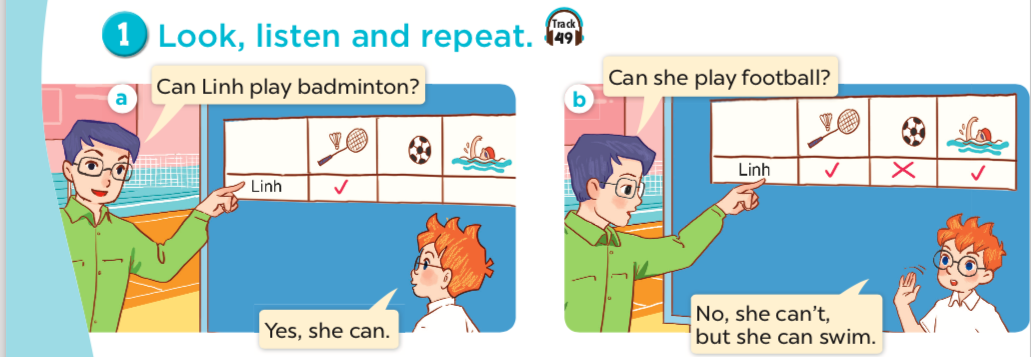 1 Look, listen and repeat. Track
49
a
Can Linh play badminton?
Linh
Yes, she can.
b
Can she play football?
Linh
No, she can't,
but she can swim.